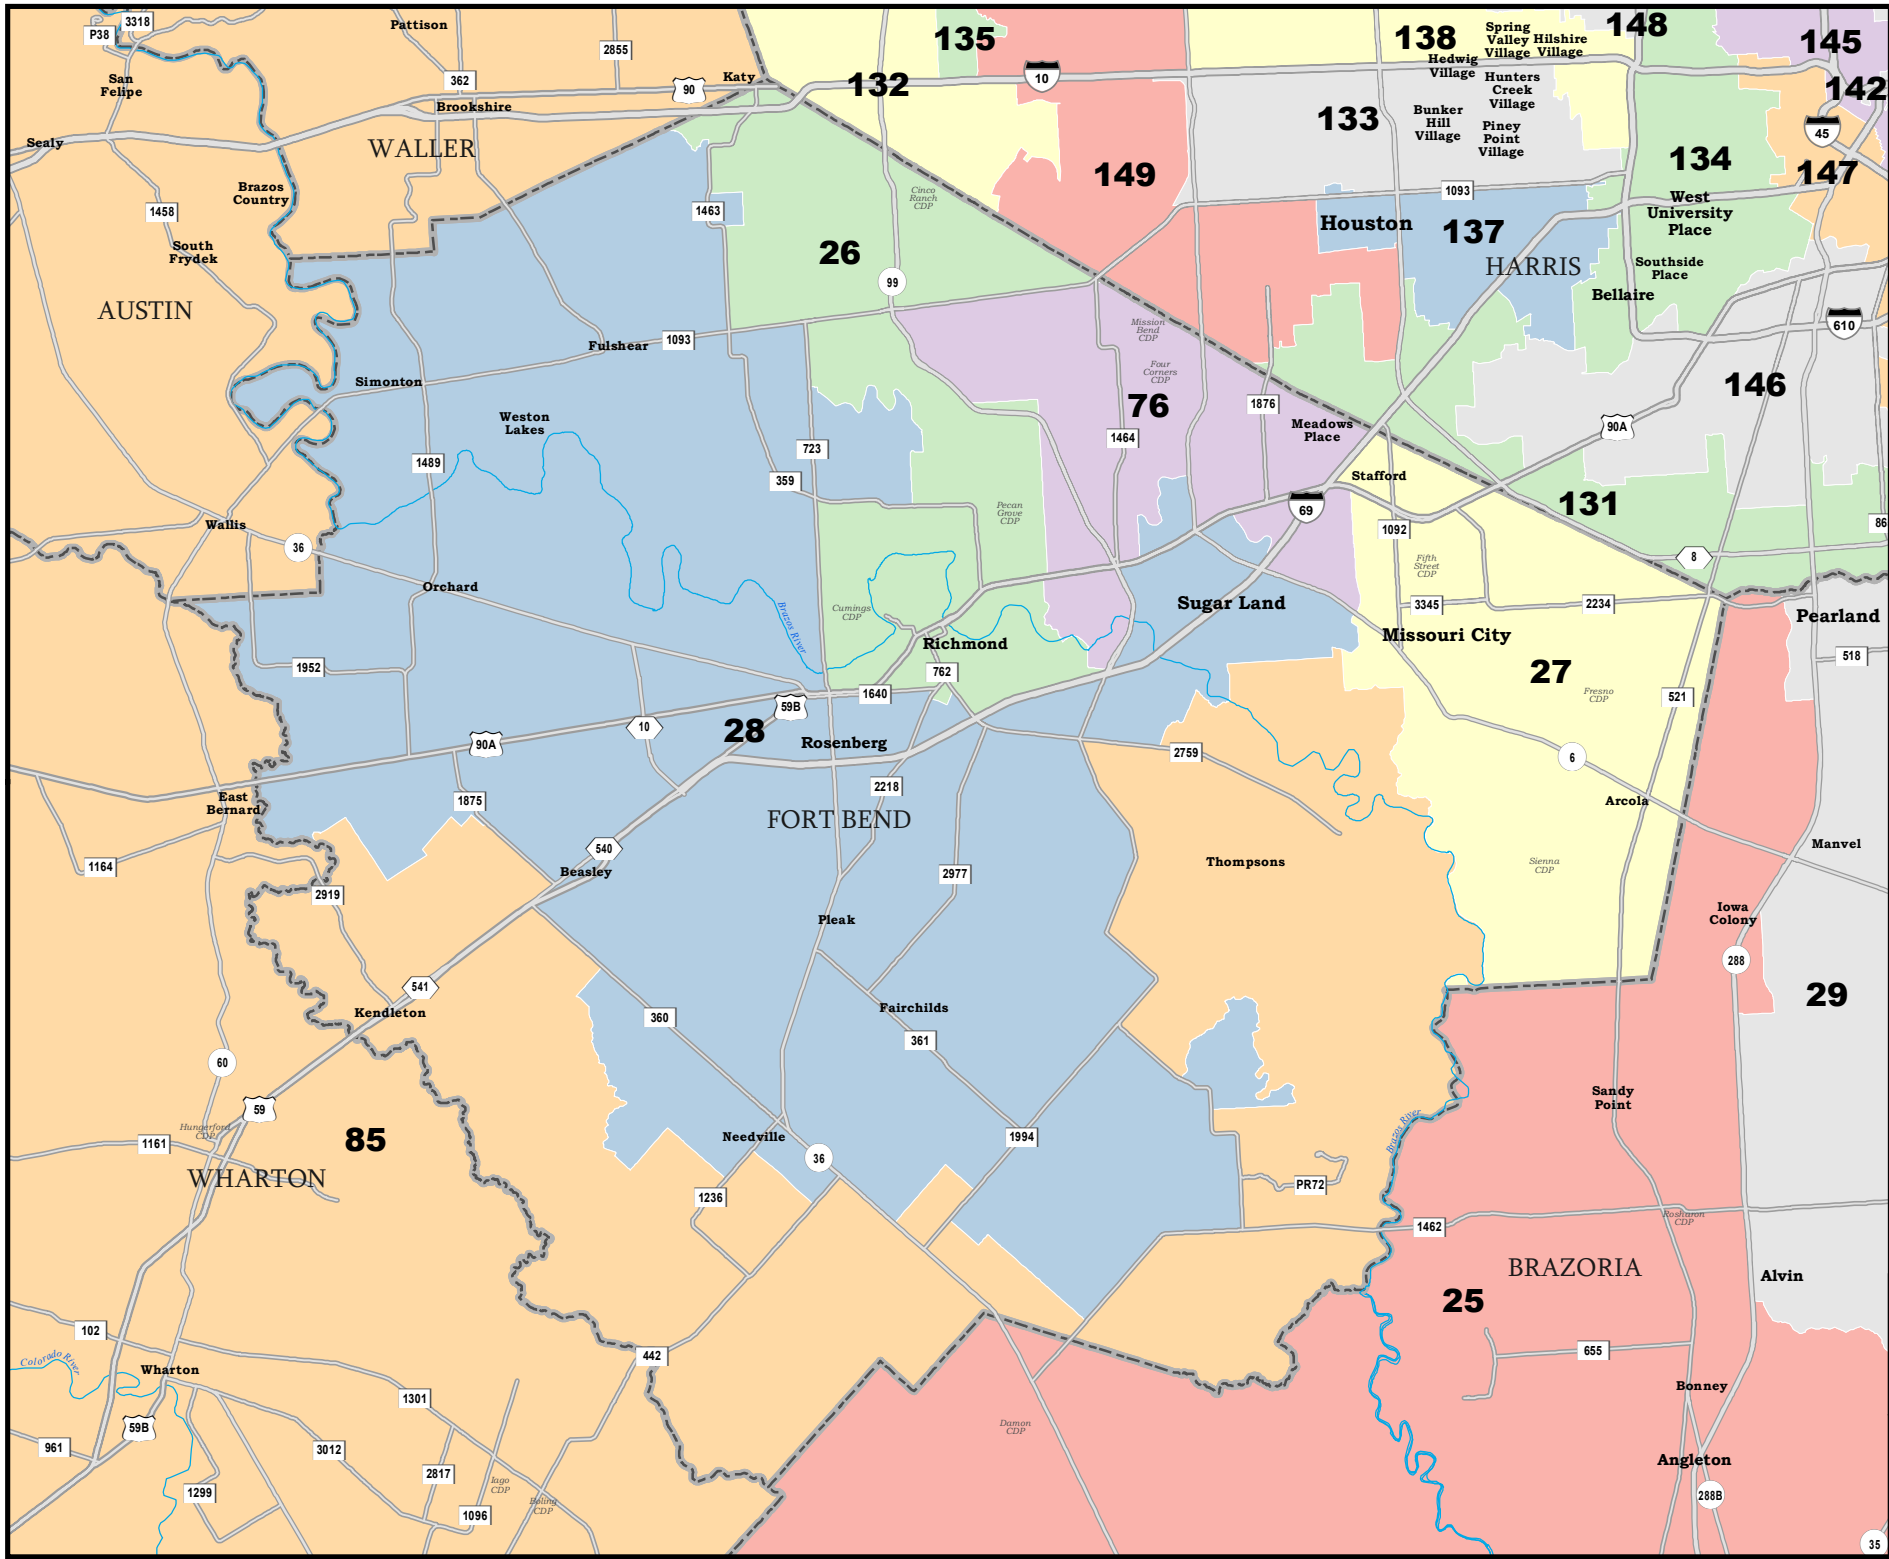 3318
P38
Pattison
2855
San
Felipe
362
90
Katy
Brookshire
Sealy
WALLER
135
132
10
138
Spring
Valley
Village
Hilshire
Village
Hedwig
Village
Hunters
Creek
Village
Bunker
Hill
Village
Piney
Point
Village
148
145
142
133
149
45
134
147
Brazos
Country
1458
South
Frydek
AUSTIN
1463
Cinco
Ranch
CDP
26
99
1093
Houston
137
HARRIS
West
University
Place
Southside
Place
Bellaire
610
Fulshear
1093
Simonton
Weston
Lakes
Mission
Bend
CDP
Four
Corners
CDP
76
1464
1876
Meadows
Place
146
90A
1489
723
359
Stafford
131
Pecan
Grove
CDP
69
1092
86
Wallis
36
Fifth
Street
CDP
8
Orchard
Brazos River
Cumings
CDP
Richmond
Sugar Land
3345
2234
Missouri City
Pearland
518
1952
762
1640
27
Fresno
CDP
521
59B
10
28
90A
Rosenberg
2759
6
2218
East
Bernard
1875
FORT BEND
Arcola
Manvel
1164
540
Beasley
Thompsons
Sienna
CDP
2919
2977
Pleak
Iowa
Colony
288
541
Kendleton
360
Fairchilds
361
29
60
59
Sandy
Point
Hungerford
CDP
1161
85
Needville
36
1994
Brazos River
WHARTON
1236
PR72
1462
Rosharon
CDP
BRAZORIA
Alvin
25
102
442
655
Colorado River
Wharton
1301
Bonney
59B
Damon
CDP
961
3012
2817
Angleton
1299
Iago
CDP
Boling
CDP
1096
288B
35